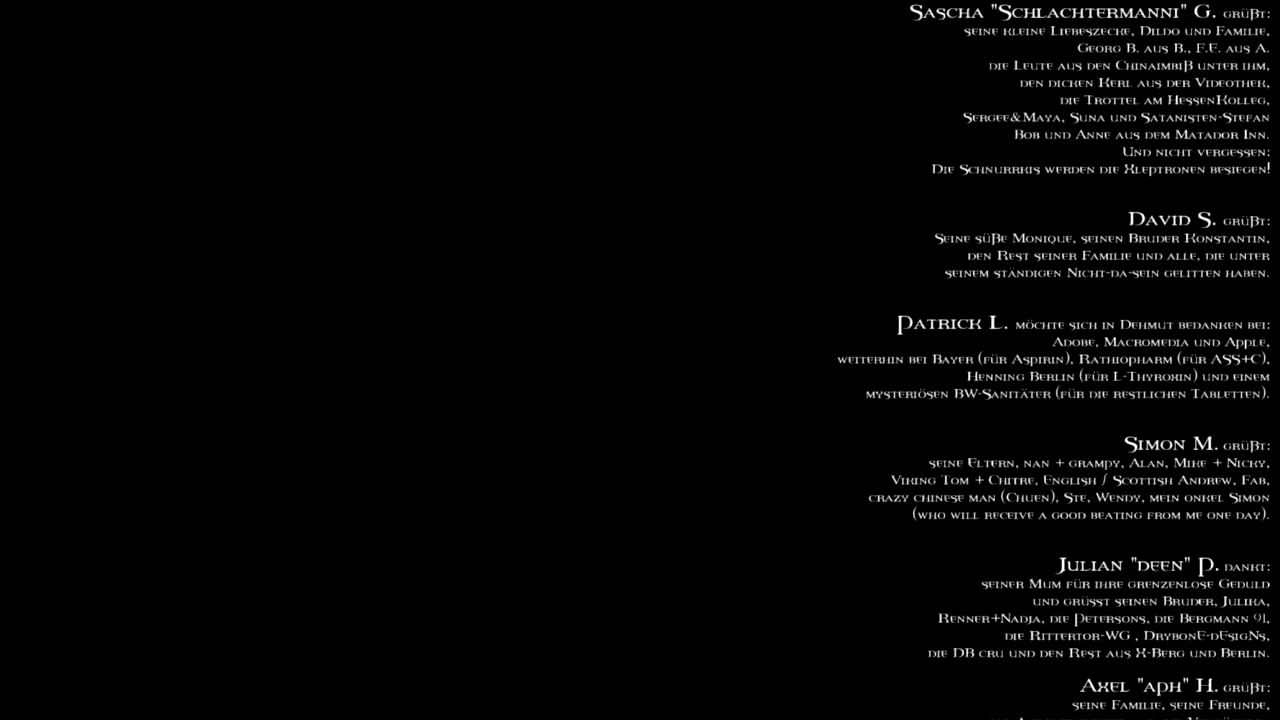 Sascha "Schlachtermanni" G. grüßt:
seine kleine Liebeszecke, Dildo und Familie,
Georg B. aus B., F.E. aus A.
die Leute aus den Chinaimbiß unter ihm,
den dicken Kerl aus der Videothek,
die Trottel am HessenKolleg,
Sergee&Maya, Suna und Satanisten-Stefan
Bob und Anne aus dem Matador Inn.
Und nicht vergessen:
Die Schnurrkis werden die Xleptronen besiegen!
David S. grüßt:
Seine süße Monique, seinen Bruder Konstantin,
den Rest seiner Familie und alle, die unter
seinem ständigen Nicht-da-sein gelitten haben.
Patrick L. möchte sich in Dehmut bedanken bei:
Adobe, Macromedia und Apple,
weiterhin bei Bayer (für Aspirin), Rathiopharm (für ASS+C),
Henning Berlin (für L-Thyroxin) und einem
mysteriösen BW-Sanitäter (für die restlichen Tabletten).
Simon M. grüßt:
seine Eltern, nan + grampy, Alan, Mike + Nicky,
Viking Tom + Chitre, English / Scottish Andrew, Fab,
crazy chinese man (Chuen), Ste, Wendy, mein onkel Simon
(who will receive a good beating from me one day).
Julian "deen" P. dankt:
seiner Mum für ihre grenzenlose Geduld
und grüsst seinen Bruder, Julika,
Renner+Nadja, die Petersons, die Bergmann 91,
die Rittertor-WG , DrybonE-dEsigNs,
die DB cru und den Rest aus X-Berg und Berlin.
Axel "aph" H. grüßt:
seine Familie, seine Freunde,